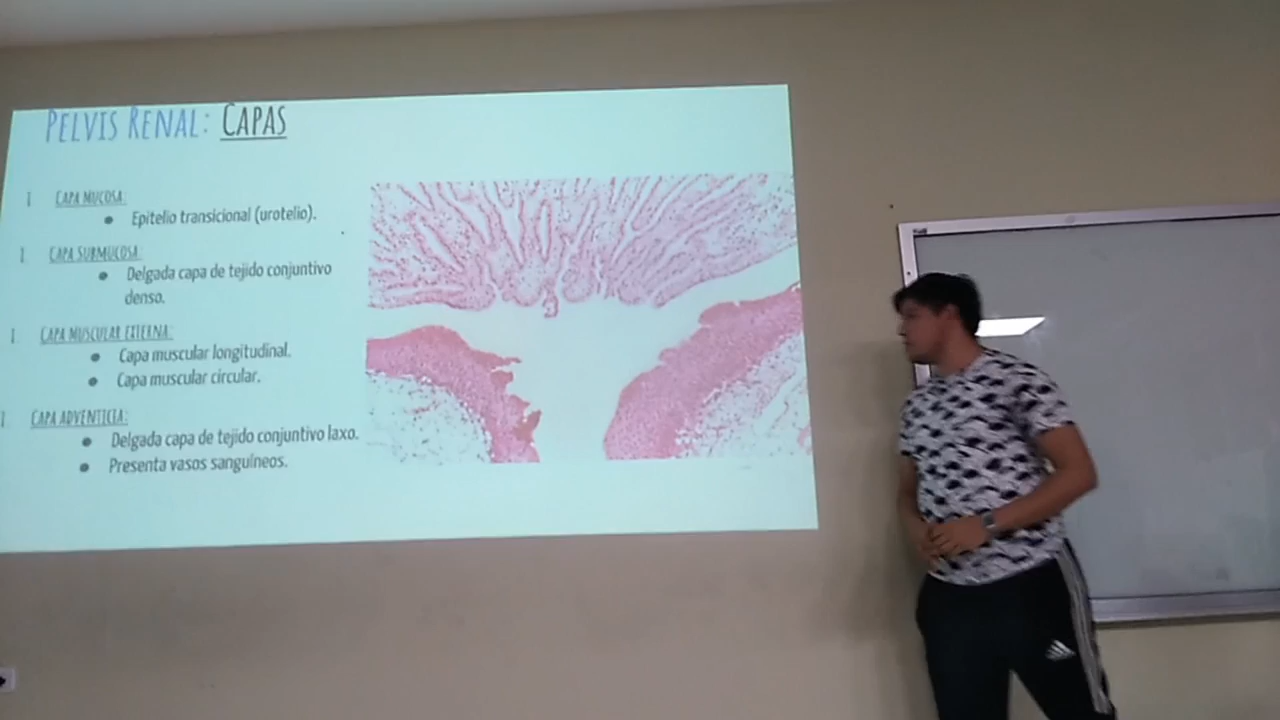 PELVIS RENAL: CAPAS
I CAPA MUCOSA:
● Epitelio transicional (urotelio).
I CAPA SUBMUCOSA:
● Delgada capa de tejido conjuntivo
denso.
I CAPA MUSCULAR EXTERNA:
● Capa muscular longitudinal.
● Capa muscular circular.
I CAPA ADVENTICIA:
● Delgada capa de tejido conjuntivo laxo.
● Presenta vasos sanguíneos.